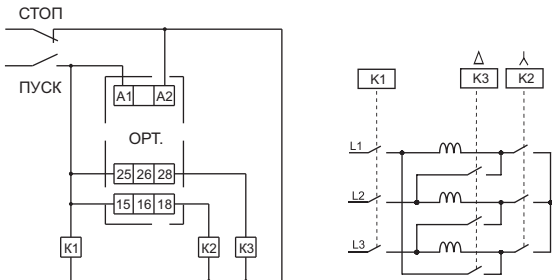 СТОП
ПУСК
A1 A2
ОРТ.
25 26 28
15 16 18
K1 K2 K3
Δ
K1 K3 K2
L1
L2
L3